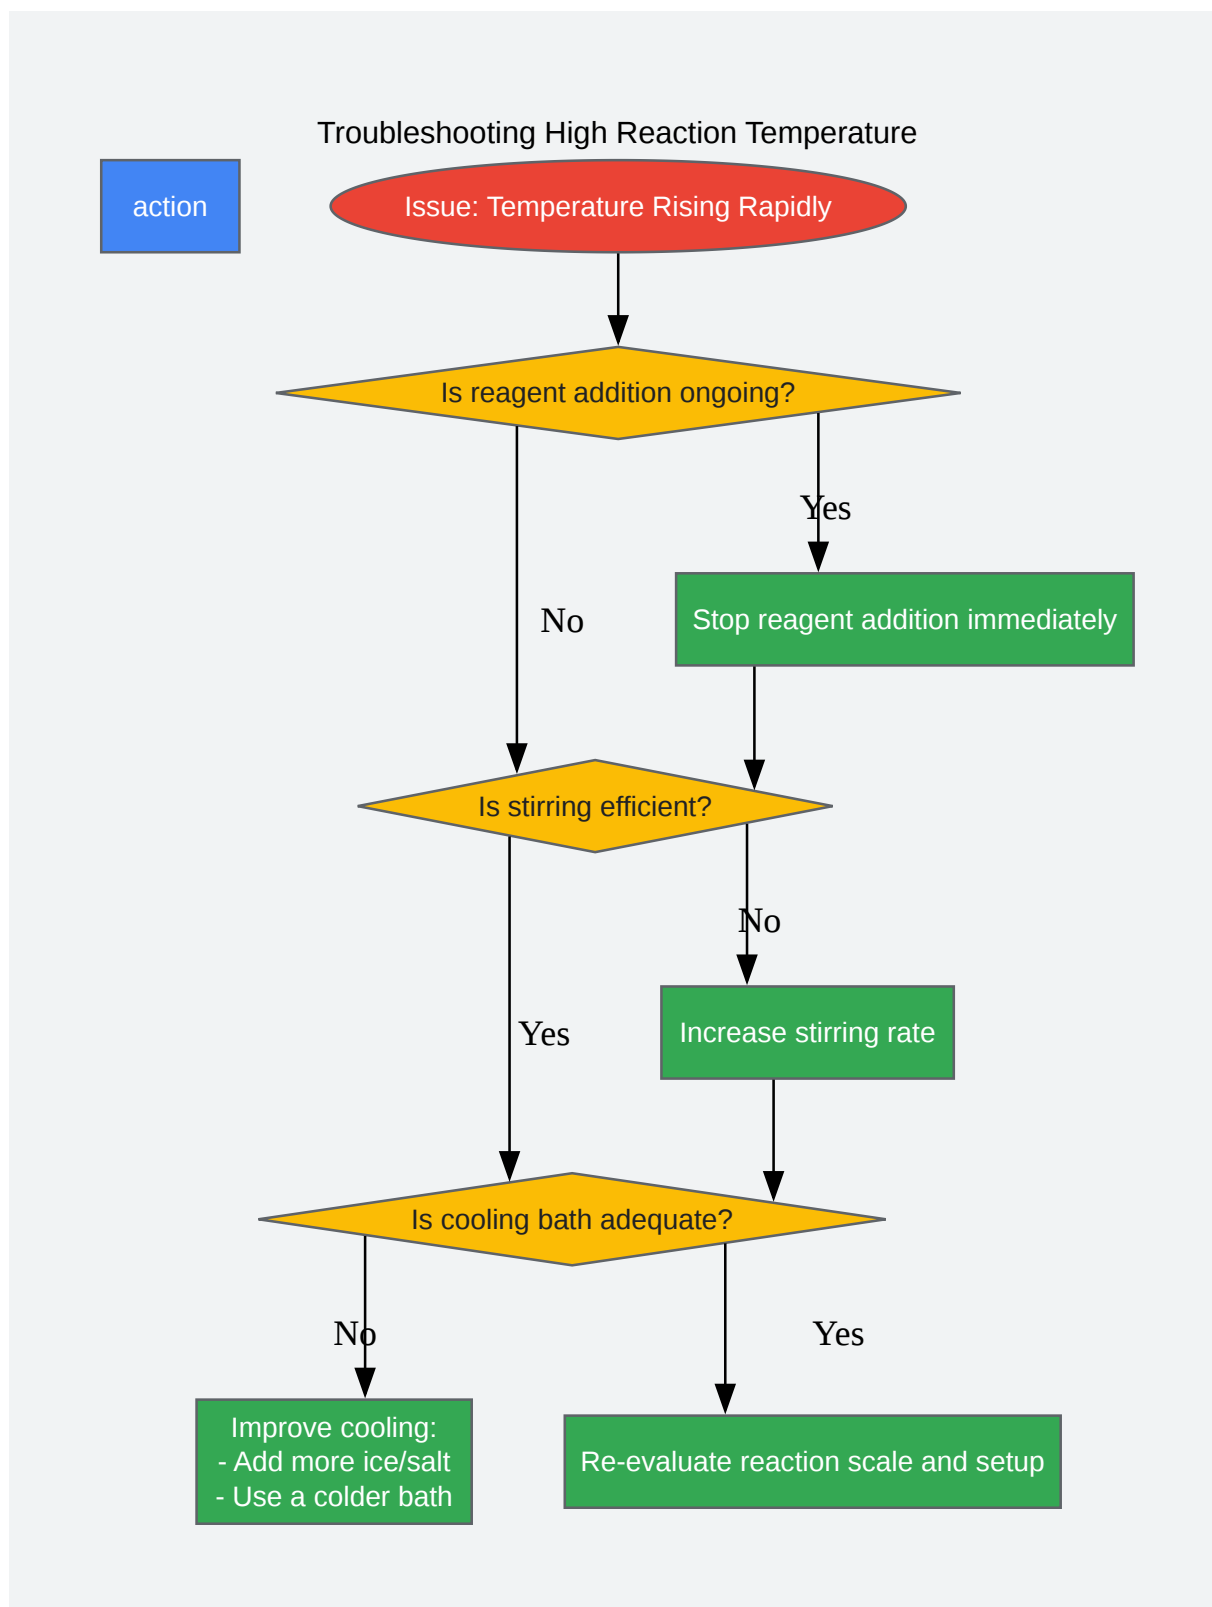 Troubleshooting High Reaction Temperature
action
Issue: Temperature Rising Rapidly
Is reagent addition ongoing?
Yes
No
Stop reagent addition immediately
Is stirring efficient?
No
Yes
Increase stirring rate
Is cooling bath adequate?
No
Yes
Improve cooling:
- Add more ice/salt
- Use a colder bath
Re-evaluate reaction scale and setup